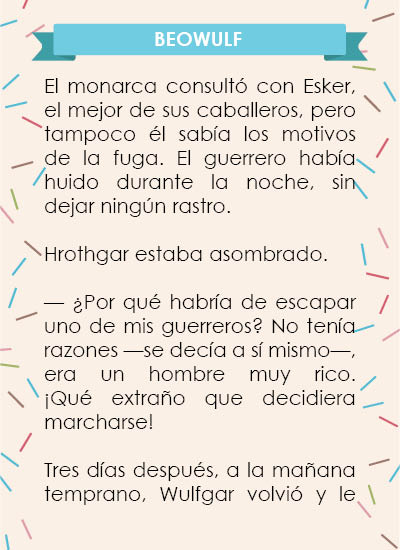 BEOWULF
El monarca consultó con Esker,
el mejor de sus caballeros, pero
tampoco él sabía los motivos
de la fuga. El guerrero había
huido durante la noche, sin
dejar ningún rastro.
Hrothgar estaba asombrado.
— ¿Por qué habría de escapar
uno de mis guerreros? No tenía
razones —se decía a sí mismo—,
era un hombre muy rico.
¡Qué extraño que decidiera
marcharse!
Tres días después, a la mañana
temprano, Wulfgar volvió y le